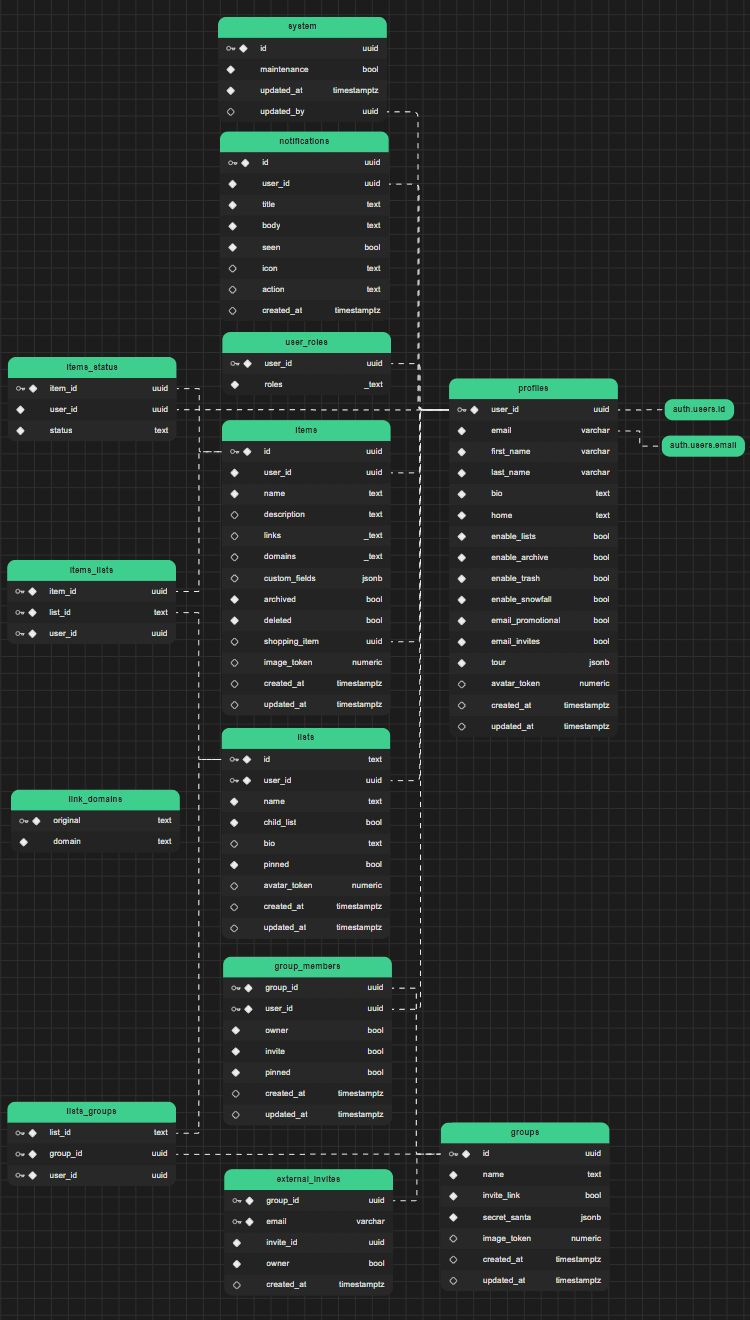 system
id uuid
maintenance bool
updated_at timestamptz
updated_by uuid
notifications
id uuid
user_id uuid
title text
body text
seen bool
icon text
action text
created_at timestamptz
user_roles
user_id uuid
roles _text
items_status
item_id uuid
user_id uuid
status text
items
id uuid
user_id uuid
name text
description text
links _text
domains _text
custom_fields jsonb
archived bool
deleted bool
shopping_item uuid
image_token numeric
created_at timestamptz
updated_at timestamptz
profiles
user_id uuid
email varchar
first_name varchar
last_name varchar
bio text
home text
enable_lists bool
enable_archive bool
enable_trash bool
enable_snowfall bool
email_promotional bool
email_invites bool
tour jsonb
avatar_token numeric
created_at timestamptz
updated_at timestamptz
auth.users.id
auth.users.email
items_lists
item_id uuid
list_id text
user_id uuid
lists
id text
user_id uuid
name text
child_list bool
bio text
pinned bool
avatar_token numeric
created_at timestamptz
updated_at timestamptz
link_domains
original text
domain text
group_members
group_id uuid
user_id uuid
owner bool
invite bool
pinned bool
created_at timestamptz
updated_at timestamptz
lists_groups
list_id text
group_id uuid
user_id uuid
groups
id uuid
name text
invite_link bool
secret_santa jsonb
image_token numeric
created_at timestamptz
updated_at timestamptz
external_invites
group_id uuid
email varchar
invite_id uuid
owner bool
created_at timestamptz